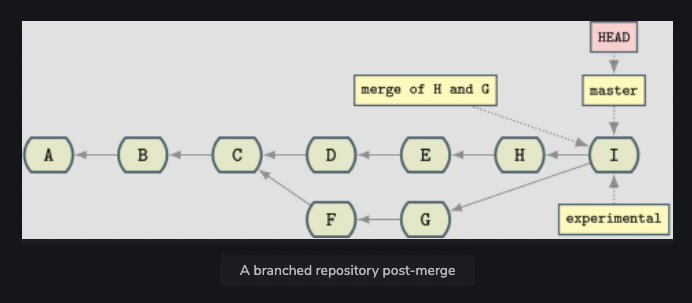 HEAD
merge of H and G
master
A
B
C
D
E
H
I
F
G
experimental
A branched repository post-merge